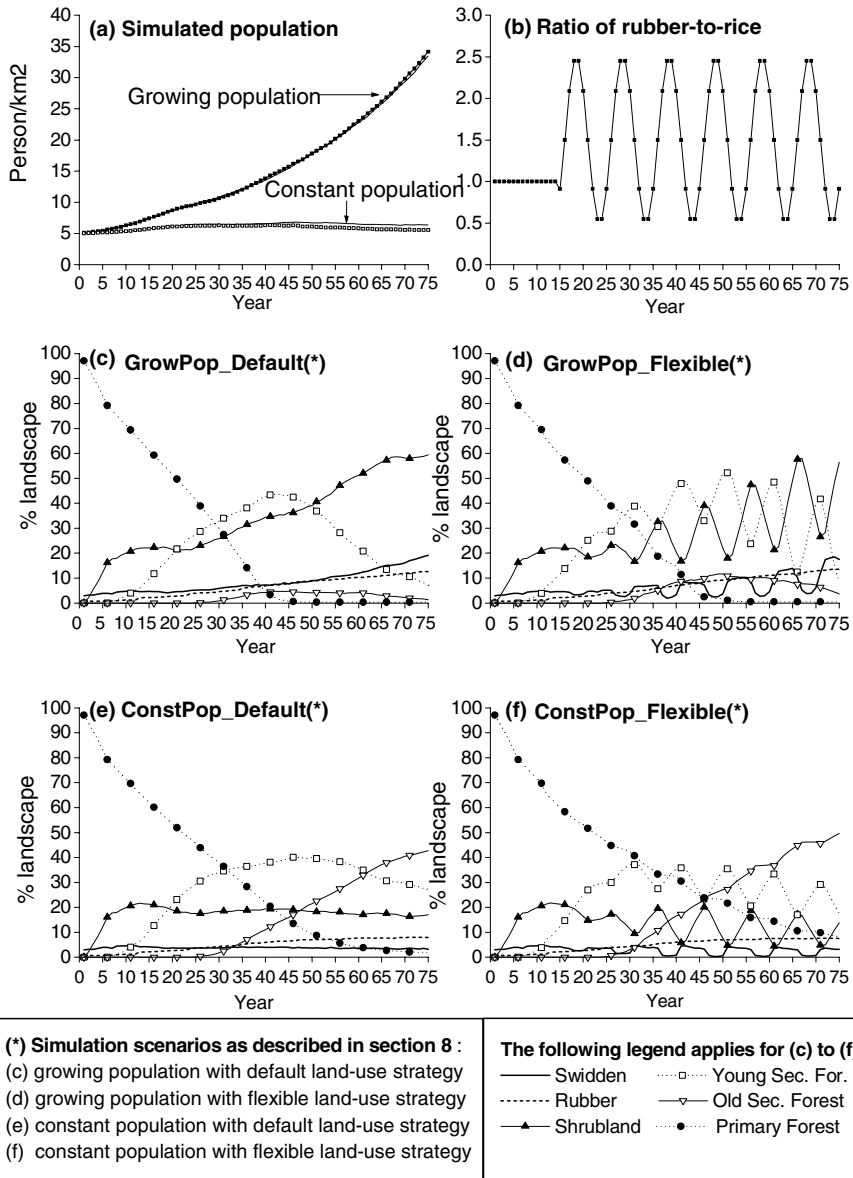 (a) Simulated population
Person/km2
40
35
30
25
20
15
10
5
0
Growing population
Constant population
0 5 10 15 20 25 30 35 40 45 50 55 60 65 70 75
Year
(b) Ratio of rubber-to-rice
3.0
2.5
2.0
1.5
1.0
0.5
0.0
0 5 10 15 20 25 30 35 40 45 50 55 60 65 70 75
Year
(c) GrowPop_Default(*)
% landscape
100
90
80
70
60
50
40
30
20
10
0
0 5 10 15 20 25 30 35 40 45 50 55 60 65 70 75
Year
(d) GrowPop_Flexible(*)
% landscape
100
90
80
70
60
50
40
30
20
10
0
0 5 10 15 20 25 30 35 40 45 50 55 60 65 70 75
Year
(e) ConstPop_Default(*)
% landscape
100
90
80
70
60
50
40
30
20
10
0
0 5 10 15 20 25 30 35 40 45 50 55 60 65 70 75
Year
(f) ConstPop_Flexible(*)
% landscape
100
90
80
70
60
50
40
30
20
10
0
0 5 10 15 20 25 30 35 40 45 50 55 60 65 70 75
Year
(*) Simulation scenarios as described in section 8 :
(c) growing population with default land-use strategy
(d) growing population with flexible land-use strategy
(e) constant population with default land-use strategy
(f) constant population with flexible land-use strategy
The following legend applies for (c) to (f
Swidden
Young Sec. For.
Rubber
Old Sec. Forest
Shrubland
Primary Forest